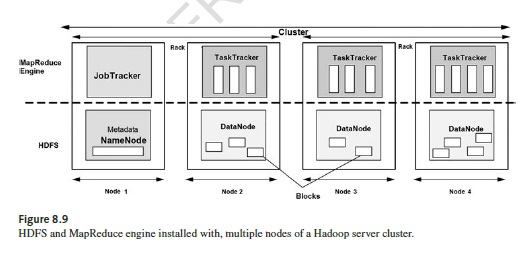 Cluster
Rack
Rack
MapReduce
Engine
JobTracker
TaskTracker
TaskTracker
TaskTracker
HDFS
Metadata
NameNode
DataNode
DataNode
DataNode
Node 1
Node 2
Blocks
Node 3
Node 4
Figure 8.9
HDFS and MapReduce engine installed with, multiple nodes of a Hadoop server cluster.